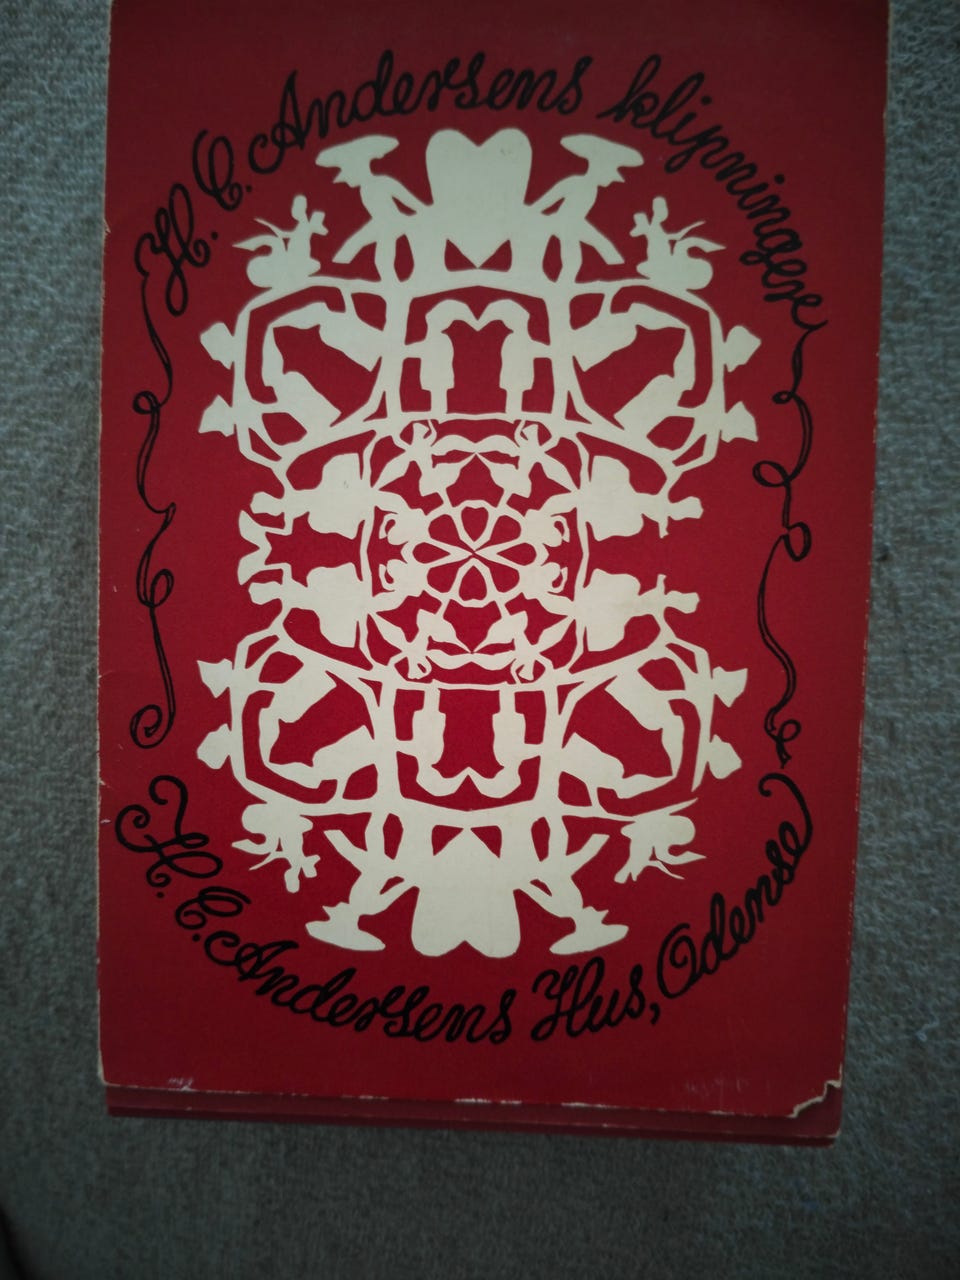 H. C. Andersens klipninger
H. C. Andersens Hus, Odense